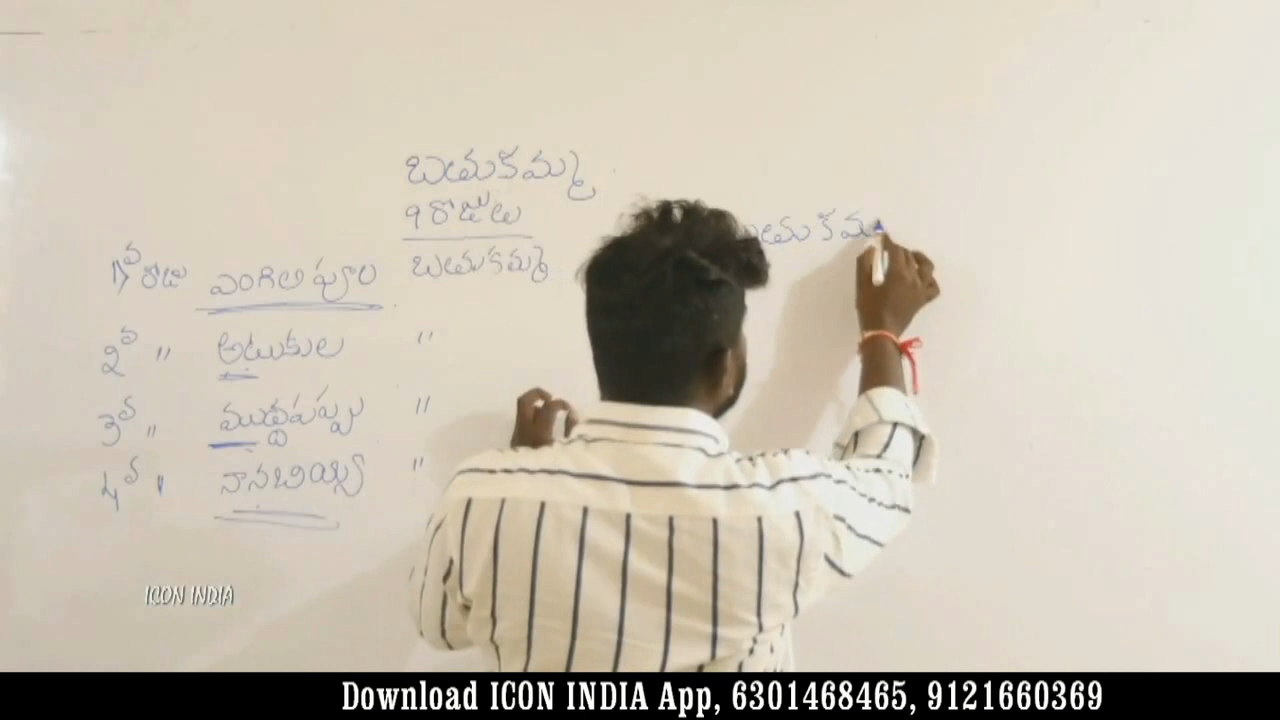 బతుకమ్మ
9 రోజులు
1వ రోజు ఎంగిలి పూల బతుకమ్మ
2వ " అటుకుల "
3వ " ముద్దపప్పు "
4వ " నానబియ్యం "
బతుకమ
ICON INDIA
Download ICON INDIA App, 6301468465, 9121660369